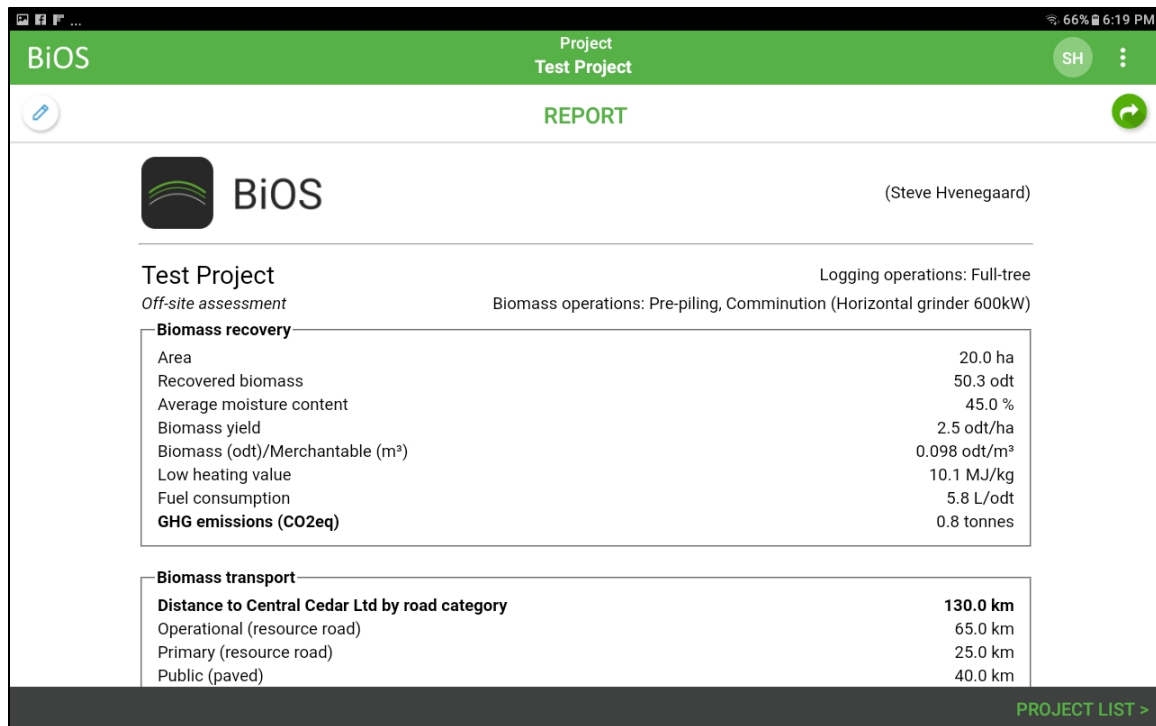 ... 66% 6:19 PM
BiOS Project SH
Test Project
REPORT
BiOS (Steve Hvenegaard)
Test Project Logging operations: Full-tree
Off-site assessment Biomass operations: Pre-piling, Comminution (Horizontal grinder 600kW)
Biomass recovery
Area 20.0 ha
Recovered biomass 50.3 odt
Average moisture content 45.0 %
Biomass yield 2.5 odt/ha
Biomass (odt)/Merchantable (m³) 0.098 odt/m³
Low heating value 10.1 MJ/kg
Fuel consumption 5.8 L/odt
GHG emissions (CO2eq) 0.8 tonnes
Biomass transport
Distance to Central Cedar Ltd by road category 130.0 km
Operational (resource road) 65.0 km
Primary (resource road) 25.0 km
Public (paved) 40.0 km
PROJECT LIST >